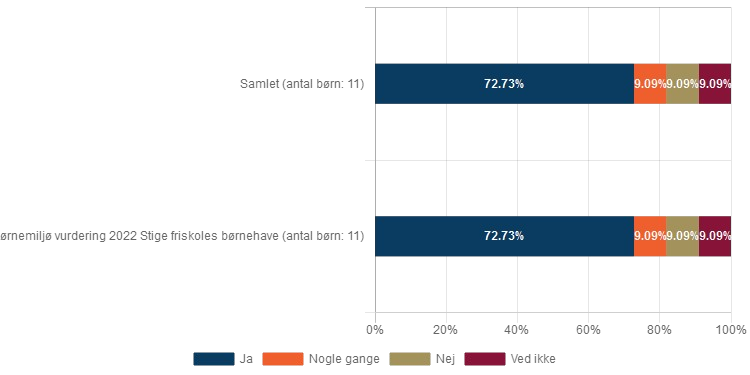 Samlet (antal børn: 11)
72.73% 9.09% 9.09% 9.09%
ørnemiljø vurdering 2022 Stige friskoles børnehave (antal børn: 11)
72.73% 9.09% 9.09% 9.09%
0% 20% 40% 60% 80% 100%
Ja Nogle gange Nej Ved ikke